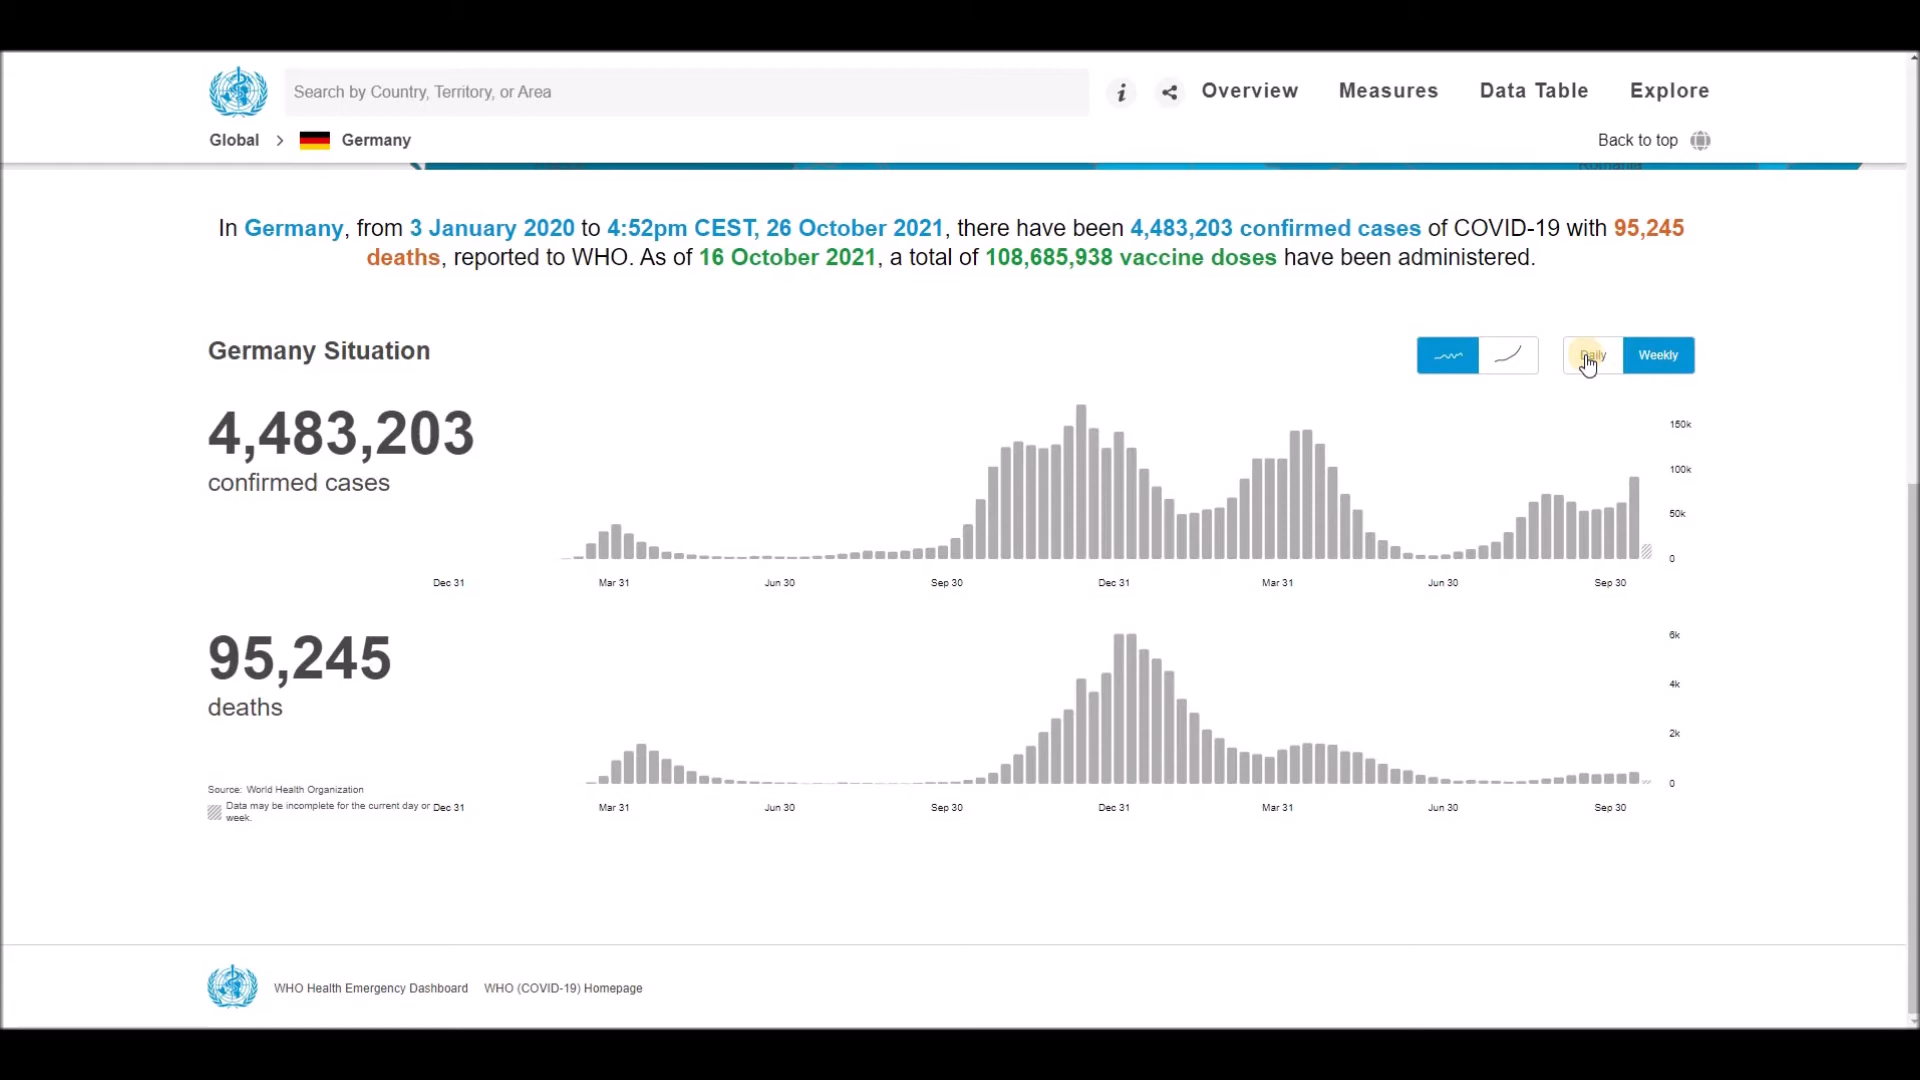 Search by Country, Territory, or Area
i
Overview
Measures
Data Table
Explore
Global > Germany
Back to top
Romania
In Germany, from 3 January 2020 to 4:52pm CEST, 26 October 2021, there have been 4,483,203 confirmed cases of COVID-19 with 95,245
deaths, reported to WHO. As of 16 October 2021, a total of 108,685,938 vaccine doses have been administered.
Germany Situation
Daily
Weekly
4,483,203
confirmed cases
150k
100k
50k
0
Dec 31 Mar 31 Jun 30 Sep 30 Dec 31 Mar 31 Jun 30 Sep 30
95,245
deaths
6k
4k
2k
0
Source: World Health Organization
Data may be incomplete for the current day or
week.
Dec 31 Mar 31 Jun 30 Sep 30 Dec 31 Mar 31 Jun 30 Sep 30
WHO Health Emergency Dashboard WHO (COVID-19) Homepage